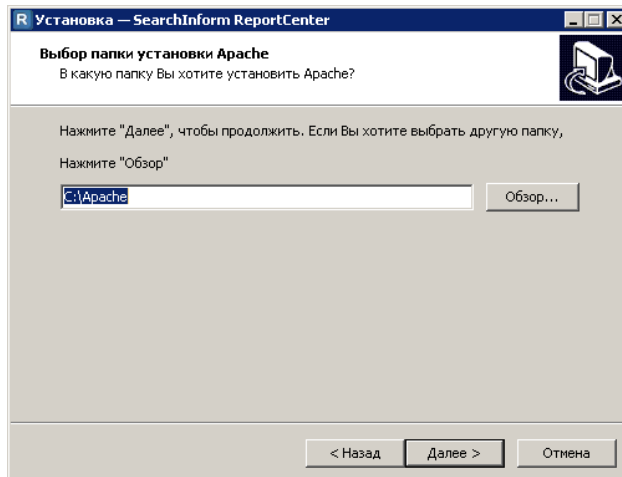 R Установка — SearchInform ReportCenter
Выбор папки установки Apache
В какую папку Вы хотите установить Apache?
Нажмите "Далее", чтобы продолжить. Если Вы хотите выбрать другую папку,
Нажмите "Обзор"
C:\Apache
Обзор...
< Назад Далее > Отмена